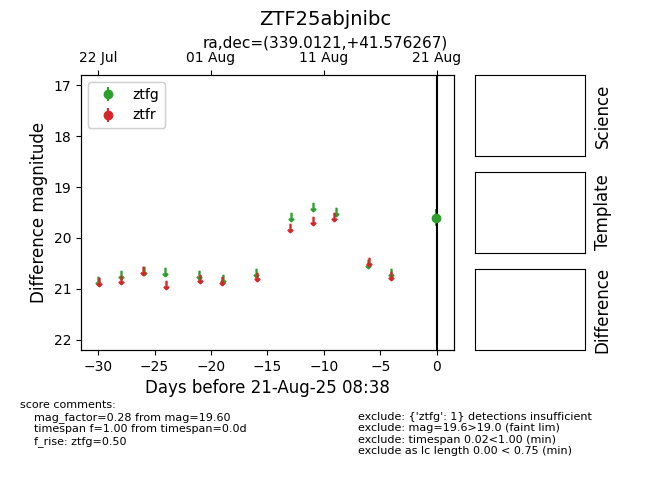 ZTF25abjnibc
ra,dec=(339.0121,+41.576267)
22 Jul 01 Aug 11 Aug 21 Aug
ztfg
ztfr
17
18
19
20
21
22
Difference magnitude
−30 −25 −20 −15 −10 −5 0
Days before 21-Aug-25 08:38
Science
Template
Difference
score comments:
mag_factor=0.28 from mag=19.60
timespan f=1.00 from timespan=0.0d
f_rise: ztfg=0.50
exclude: {'ztfg': 1} detections insufficient
exclude: mag=19.6>19.0 (faint lim)
exclude: timespan 0.02<1.00 (min)
exclude as lc length 0.00 < 0.75 (min)